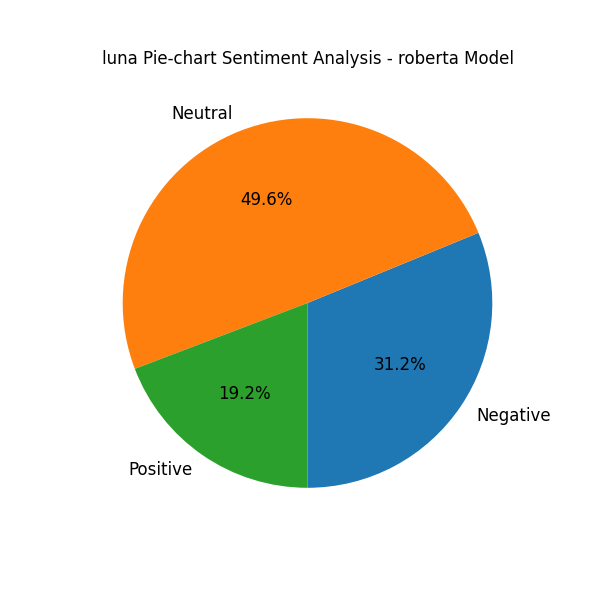 luna Pie-chart Sentiment Analysis - roberta Model
Neutral
49.6%
31.2%
19.2%
Negative
Positive